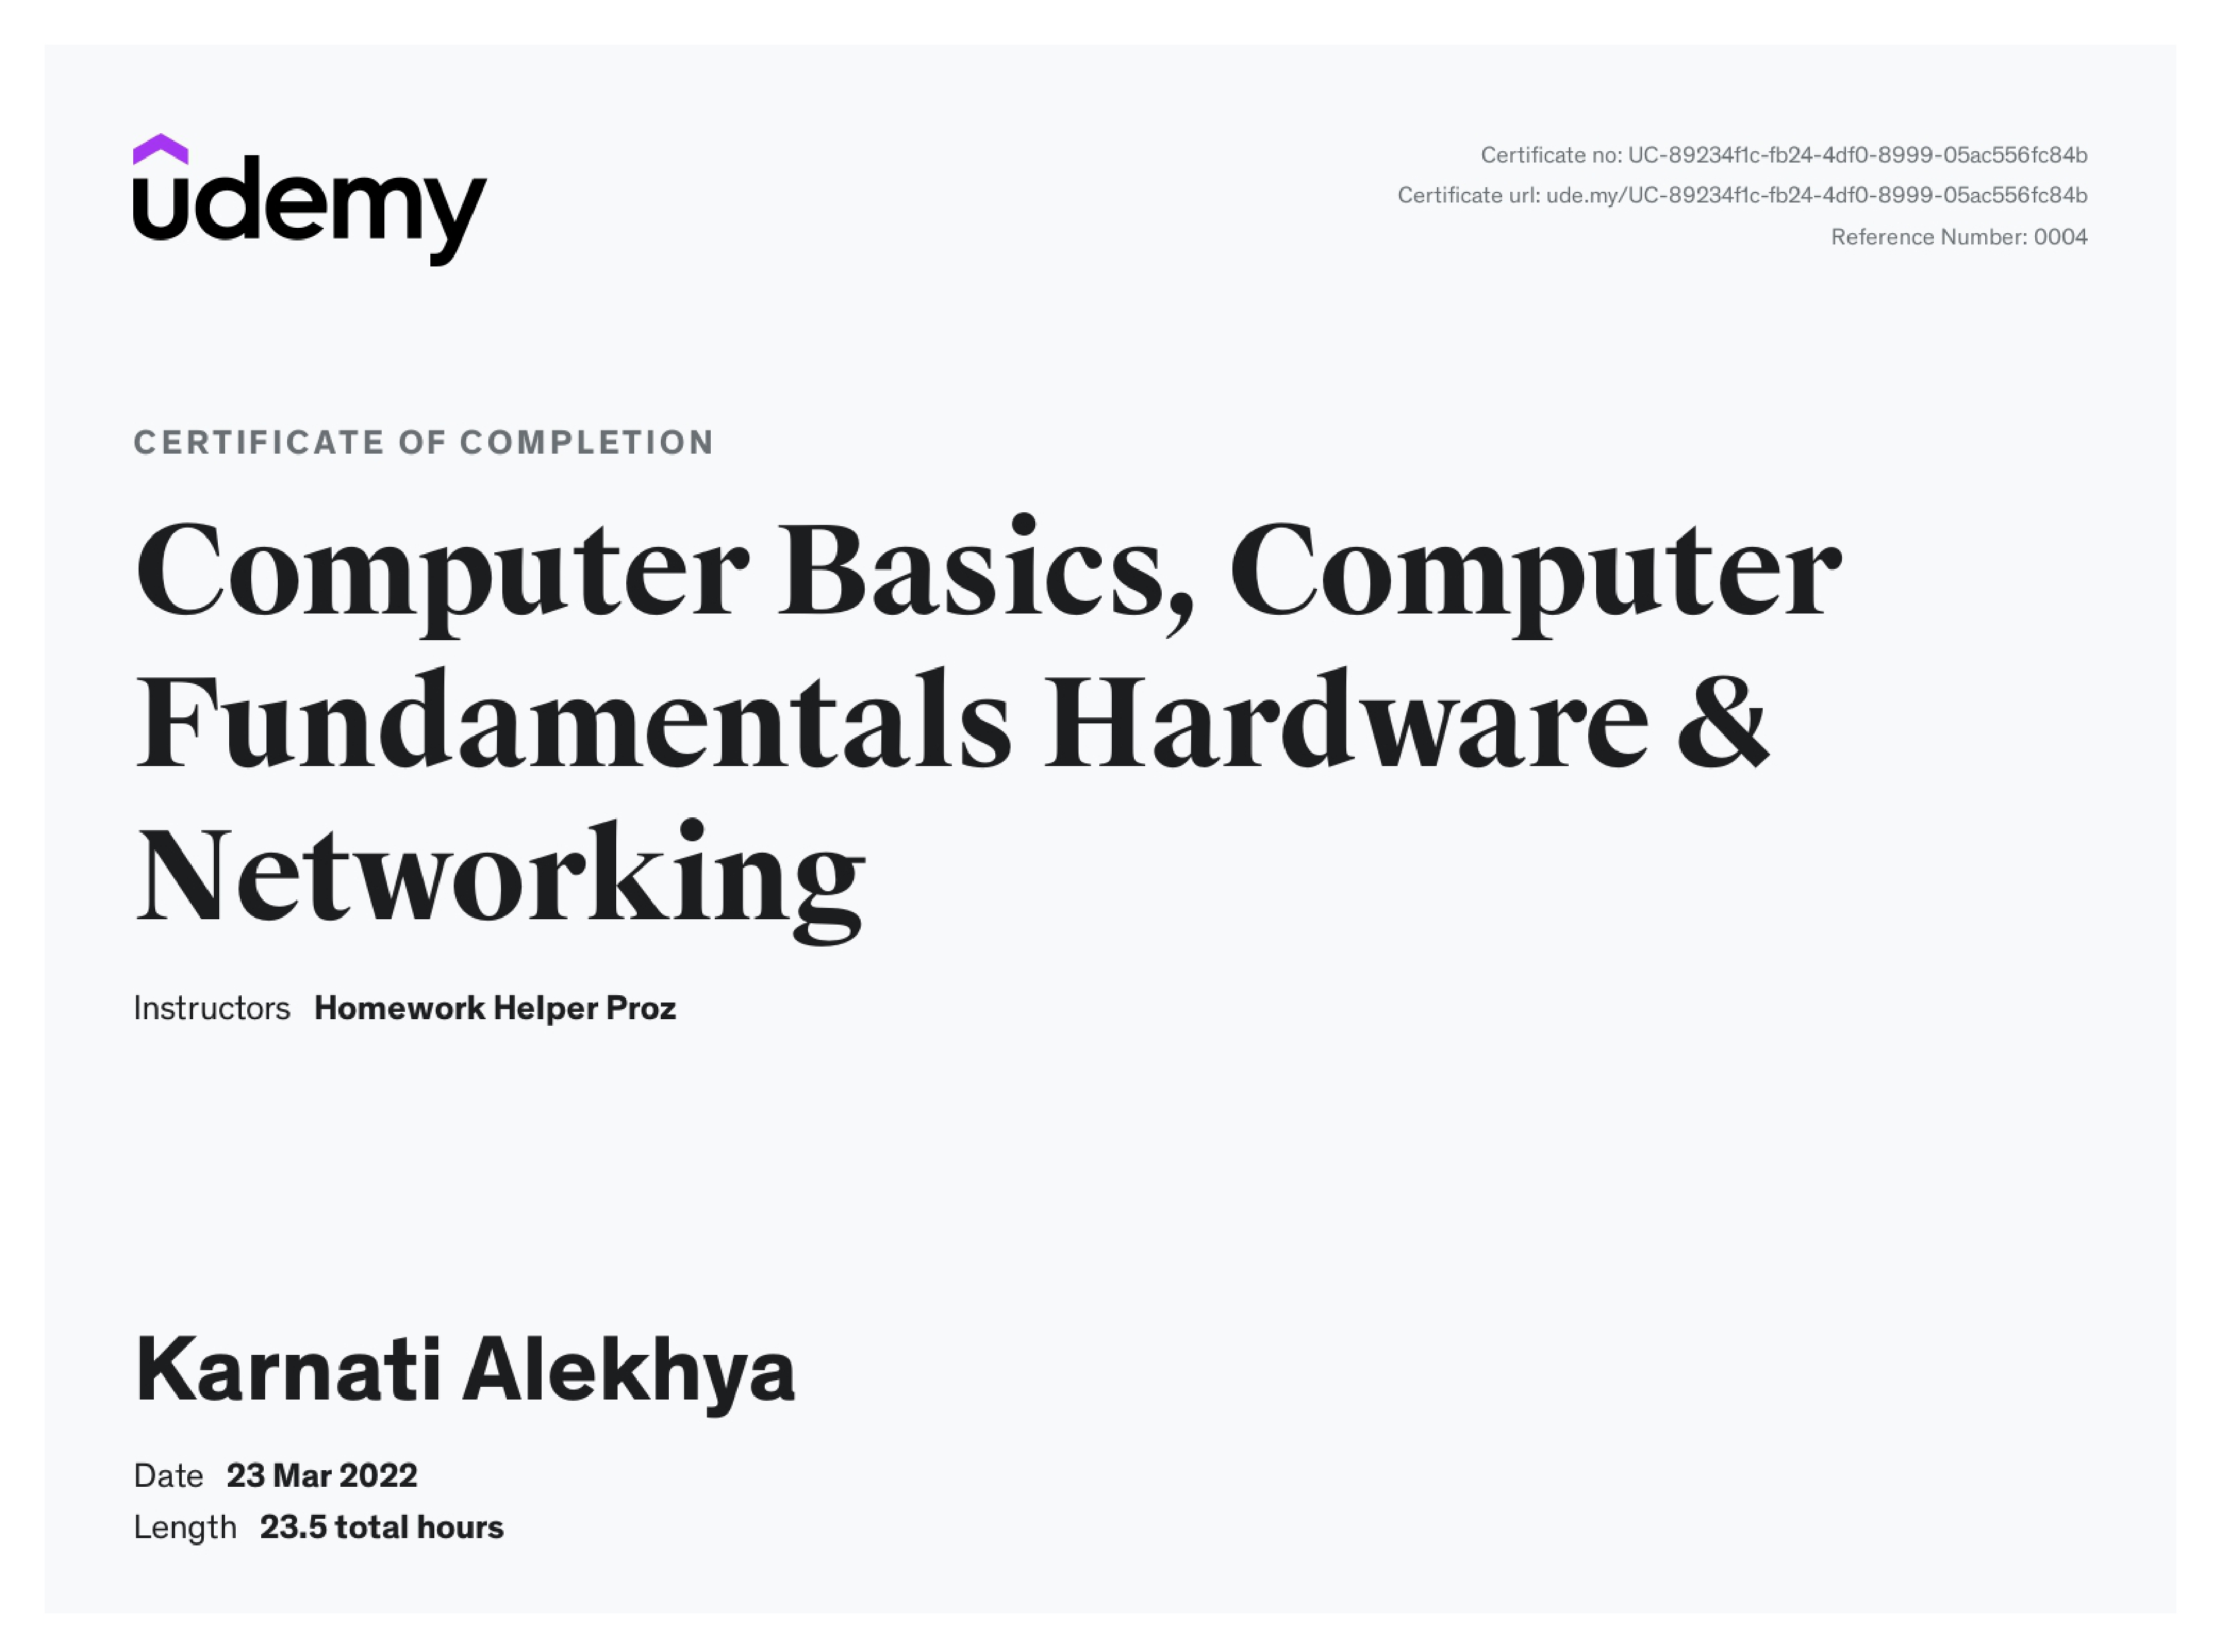 udemy
Certificate no: UC-89234f1c-fb24-4df0-8999-05ac556fc84b
Certificate url: ude.my/UC-89234f1c-fb24-4df0-8999-05ac556fc84b
Reference Number: 0004
CERTIFICATE OF COMPLETION
Computer Basics, Computer
Fundamentals Hardware &
Networking
Instructors Homework Helper Proz
Karnati Alekhya
Date 23 Mar 2022
Length 23.5 total hours